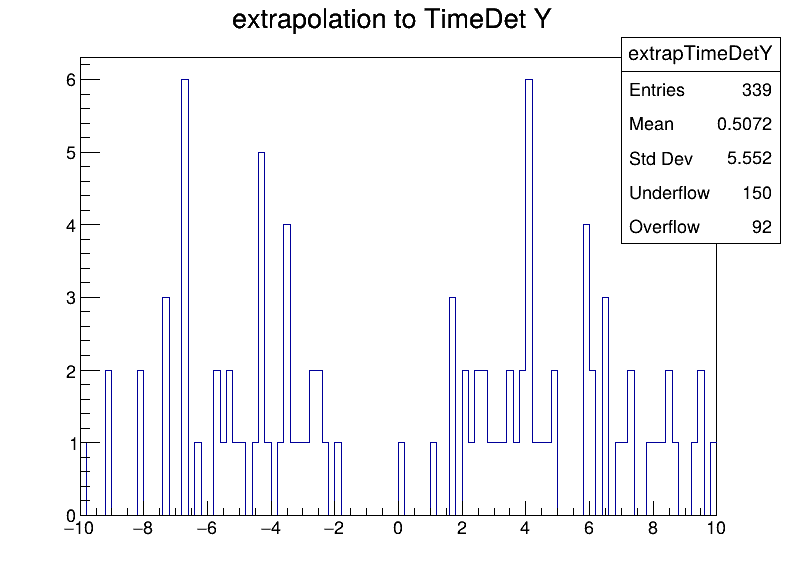 extrapolation to TimeDet Y
extrapTimeDetY
Entries 339
Mean 0.5072
Std Dev 5.552
Underflow 150
Overflow 92
6
5
4
3
2
1
0
−10 −8 −6 −4 −2 0 2 4 6 8 10